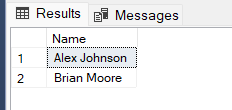 Results Messages
Name
1 Alex Johnson
2 Brian Moore